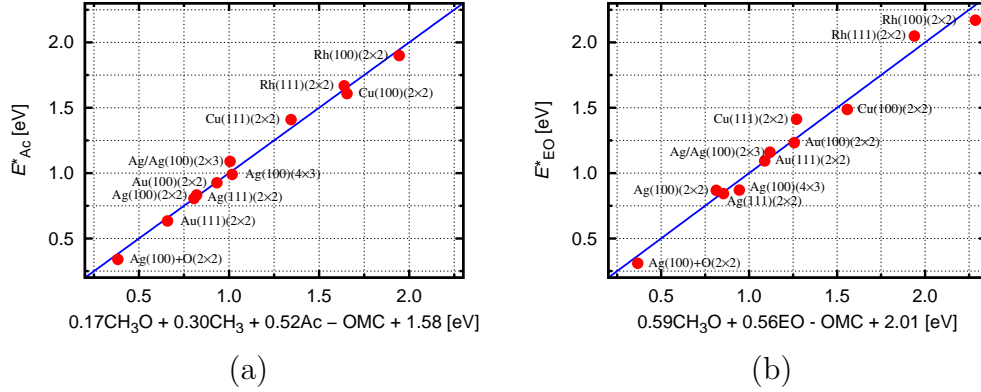 2.0
1.5
1.0
0.5
E*Ac [eV]
Rh(100)(2×2)
Rh(111)(2×2)
Cu(100)(2×2)
Cu(111)(2×2)
Ag/Ag(100)(2×3)
Ag(100)(4×3)
Au(100)(2×2)
Ag(100)(2×2)
Ag(111)(2×2)
Au(111)(2×2)
Ag(100)+O(2×2)
0.5 1.0 1.5 2.0
0.17CH3O + 0.30CH3 + 0.52Ac − OMC + 1.58 [eV]
(a)
2.0
1.5
1.0
0.5
E*EO [eV]
Rh(100)(2×2)
Rh(111)(2×2)
Cu(100)(2×2)
Cu(111)(2×2)
Au(100)(2×2)
Ag/Ag(100)(2×3)
Au(111)(2×2)
Ag(100)(2×2)
Ag(100)(4×3)
Ag(111)(2×2)
Ag(100)+O(2×2)
0.5 1.0 1.5 2.0
0.59CH3O + 0.56EO - OMC + 2.01 [eV]
(b)